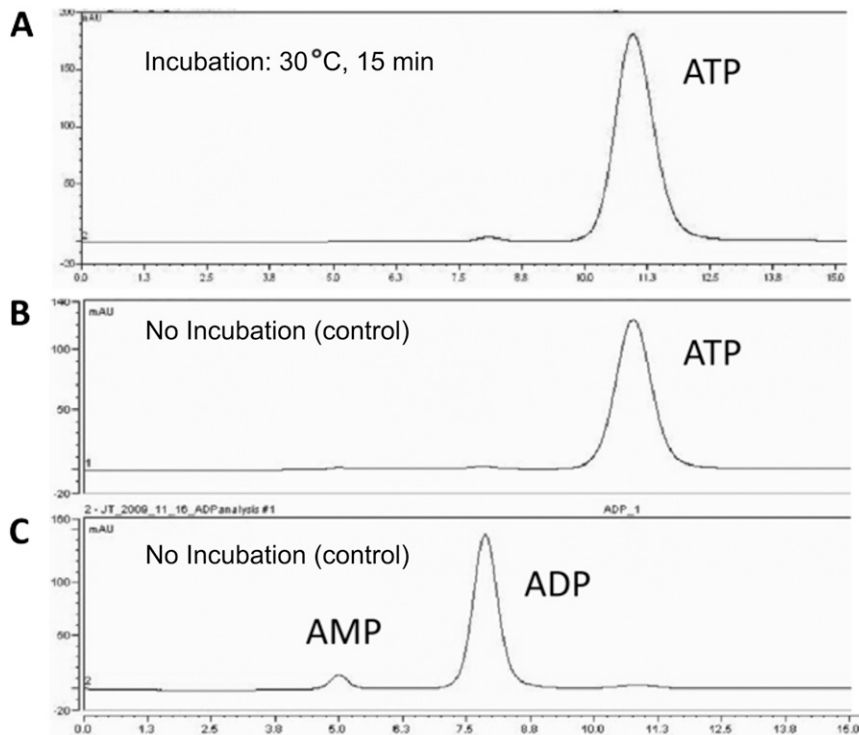 A
200
mAU
Incubation: 30°C, 15 min
ATP
150
100
50
2
-20
0.0 1.3 2.5 3.8 5.0 6.3 7.5 8.8 10.0 11.3 12.5 13.8 15.0
B
140
mAU
No Incubation (control)
ATP
100
50
1
-20
2 - JT_2009_11_16_ADPanalysis #1 ADP_1
C
160
mAU
No Incubation (control)
100
ADP
AMP
50
2
-20
0.0 1.3 2.5 3.8 5.0 6.3 7.5 8.8 10.0 11.3 12.5 13.8 15.0